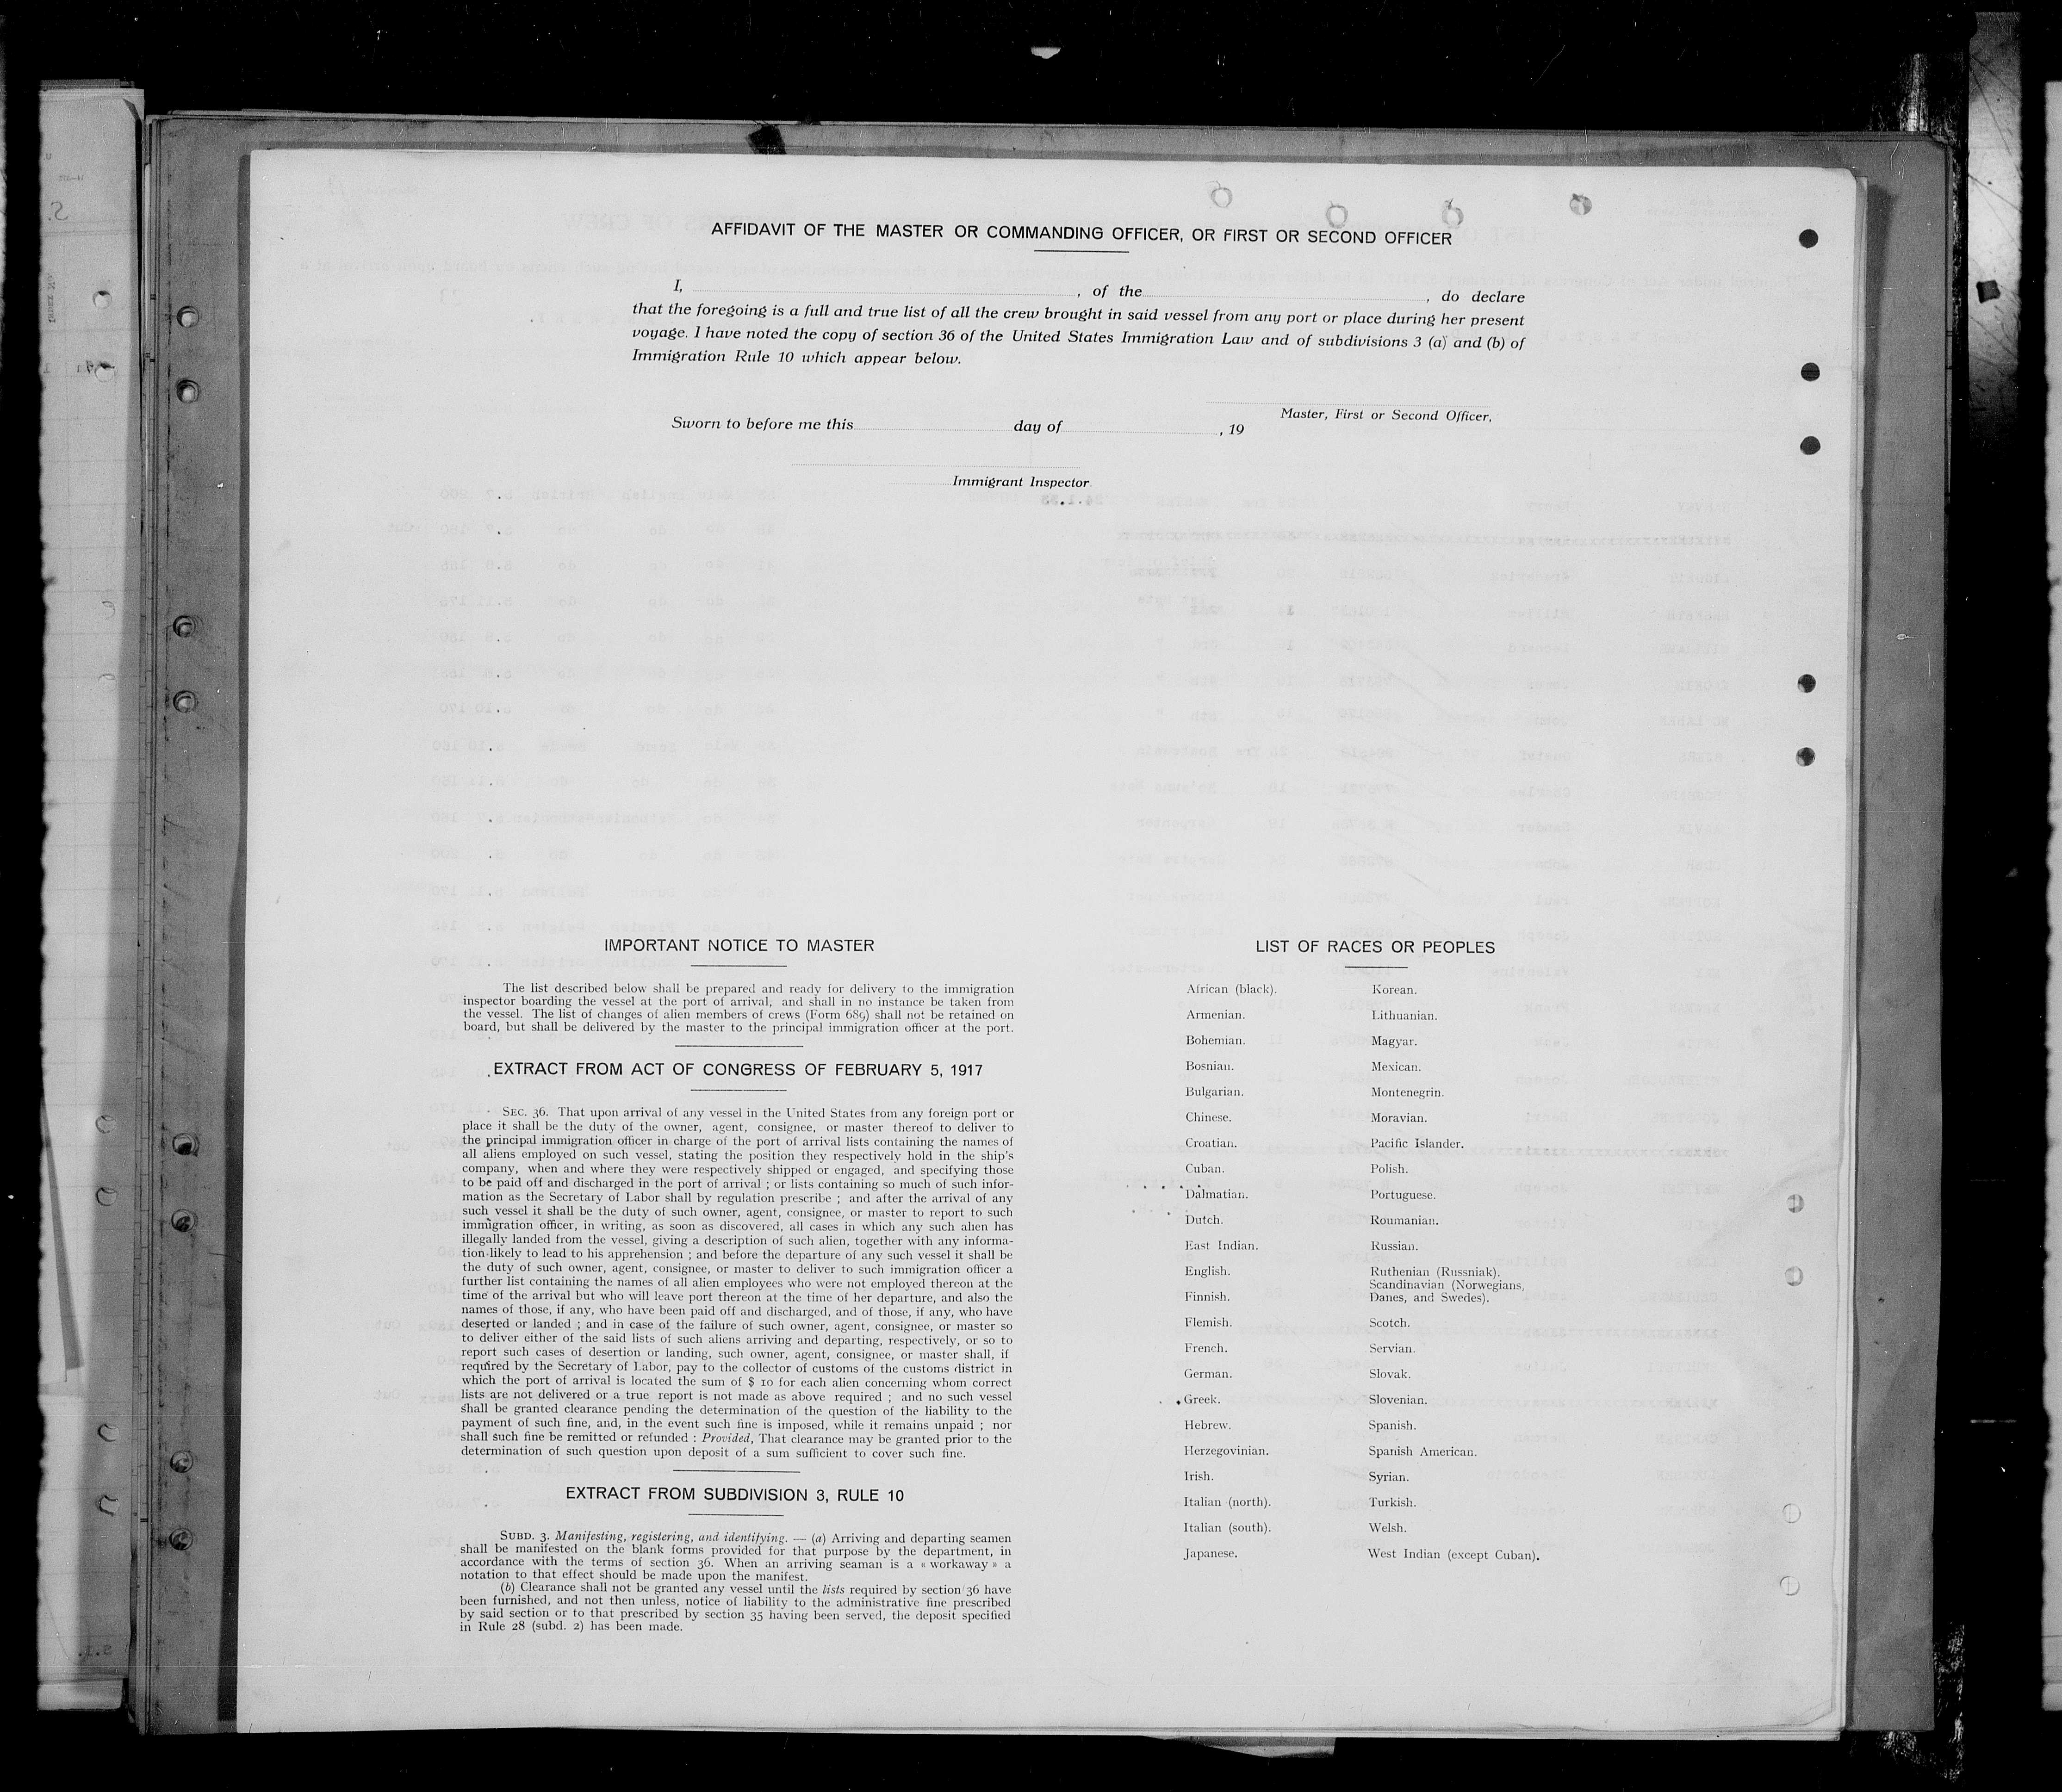 AFFIDAVIT OF THE MASTER OR COMMANDING OFFICER, OR FIRST OR SECOND OFFICER
I, , of the , do declare
that the foregoing is a full and true list of all the crew brought in said vessel from any port or place during her present
voyage. I have noted the copy of section 36 of the United States Immigration Law and of subdivisions 3 (a) and (b) of
Immigration Rule 10 which appear below.
Master, First or Second Officer,
Sworn to before me this day of , 19
Immigrant Inspector
IMPORTANT NOTICE TO MASTER
The list described below shall be prepared and ready for delivery to the immigration
inspector boarding the vessel at the port of arrival, and shall in no instance be taken from
the vessel. The list of changes of alien members of crews (Form 689) shall not be retained on
board, but shall be delivered by the master to the principal immigration officer at the port.
EXTRACT FROM ACT OF CONGRESS OF FEBRUARY 5, 1917
SEC. 36. That upon arrival of any vessel in the United States from any foreign port or
place it shall be the duty of the owner, agent, consignee, or master thereof to deliver to
the principal immigration officer in charge of the port of arrival lists containing the names of
all aliens employed on such vessel, stating the position they respectively hold in the ship's
company, when and where they were respectively shipped or engaged, and specifying those
to be paid off and discharged in the port of arrival ; or lists containing so much of such infor-
mation as the Secretary of Labor shall by regulation prescribe ; and after the arrival of any
such vessel it shall be the duty of such owner, agent, consignee, or master to report to such
immigration officer, in writing, as soon as discovered, all cases in which any such alien has
illegally landed from the vessel, giving a description of such alien, together with any informa-
tion likely to lead to his apprehension ; and before the departure of any such vessel it shall be
the duty of such owner, agent, consignee, or master to deliver to such immigration officer a
further list containing the names of all alien employees who were not employed thereon at the
time of the arrival but who will leave port thereon at the time of her departure, and also the
names of those, if any, who have been paid off and discharged, and of those, if any, who have
deserted or landed ; and in case of the failure of such owner, agent, consignee, or master so
to deliver either of the said lists of such aliens arriving and departing, respectively, or so to
report such cases of desertion or landing, such owner, agent, consignee, or master shall, if
required by the Secretary of Labor, pay to the collector of customs of the customs district in
which the port of arrival is located the sum of $ 10 for each alien concerning whom correct
lists are not delivered or a true report is not made as above required ; and no such vessel
shall be granted clearance pending the determination of the question of the liability to the
payment of such fine, and, in the event such fine is imposed, while it remains unpaid ; nor
shall such fine be remitted or refunded : Provided, That clearance may be granted prior to the
determination of such question upon deposit of a sum sufficient to cover such fine.
EXTRACT FROM SUBDIVISION 3, RULE 10
SUBD. 3. Manifesting, registering, and identifying. — (a) Arriving and departing seamen
shall be manifested on the blank forms provided for that purpose by the department, in
accordance with the terms of section 36. When an arriving seaman is a « workaway » a
notation to that effect should be made upon the manifest.
(b) Clearance shall not be granted any vessel until the lists required by section 36 have
been furnished, and not then unless, notice of liability to the administrative fine prescribed
by said section or to that prescribed by section 35 having been served, the deposit specified
in Rule 28 (subd. 2) has been made.
LIST OF RACES OR PEOPLES
African (black).
Armenian.
Bohemian.
Bosnian.
Bulgarian.
Chinese.
Croatian.
Cuban.
Dalmatian.
Dutch.
East Indian.
English.
Finnish.
Flemish.
French.
German.
Greek.
Hebrew.
Herzegovinian.
Irish.
Italian (north).
Italian (south).
Japanese.
Korean.
Lithuanian.
Magyar.
Mexican.
Montenegrin.
Moravian.
Pacific Islander.
Polish.
Portuguese.
Roumanian.
Russian.
Ruthenian (Russniak).
Scandinavian (Norwegians,
Danes, and Swedes).
Scotch.
Servian.
Slovak.
Slovenian.
Spanish.
Spanish American.
Syrian.
Turkish.
Welsh.
West Indian (except Cuban).